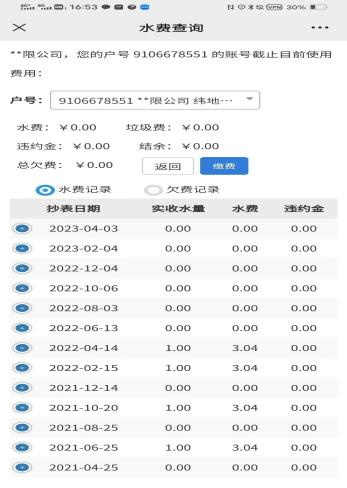 16:53 VPN 30%
水费查询
**限公司，您的户号 9106678551 的账号截止目前使用
费用：
户号： 9106678551 **限公司 纬地···
水费： ￥0.00 垃圾费： ￥0.00
违约金： ￥0.00 结余： ￥0.00
总欠费： ￥0.00 返回 缴费
水费记录 欠费记录
抄表日期 实收水量 水费 违约金
2023-04-03 0.00 0.00 0.00
2023-02-04 0.00 0.00 0.00
2022-12-04 0.00 0.00 0.00
2022-10-06 0.00 0.00 0.00
2022-08-03 0.00 0.00 0.00
2022-06-13 0.00 0.00 0.00
2022-04-14 1.00 3.04 0.00
2022-02-15 1.00 3.04 0.00
2021-12-14 0.00 0.00 0.00
2021-10-20 1.00 3.04 0.00
2021-08-25 0.00 0.00 0.00
2021-06-25 1.00 3.04 0.00
2021-04-25 0.00 0.00 0.00